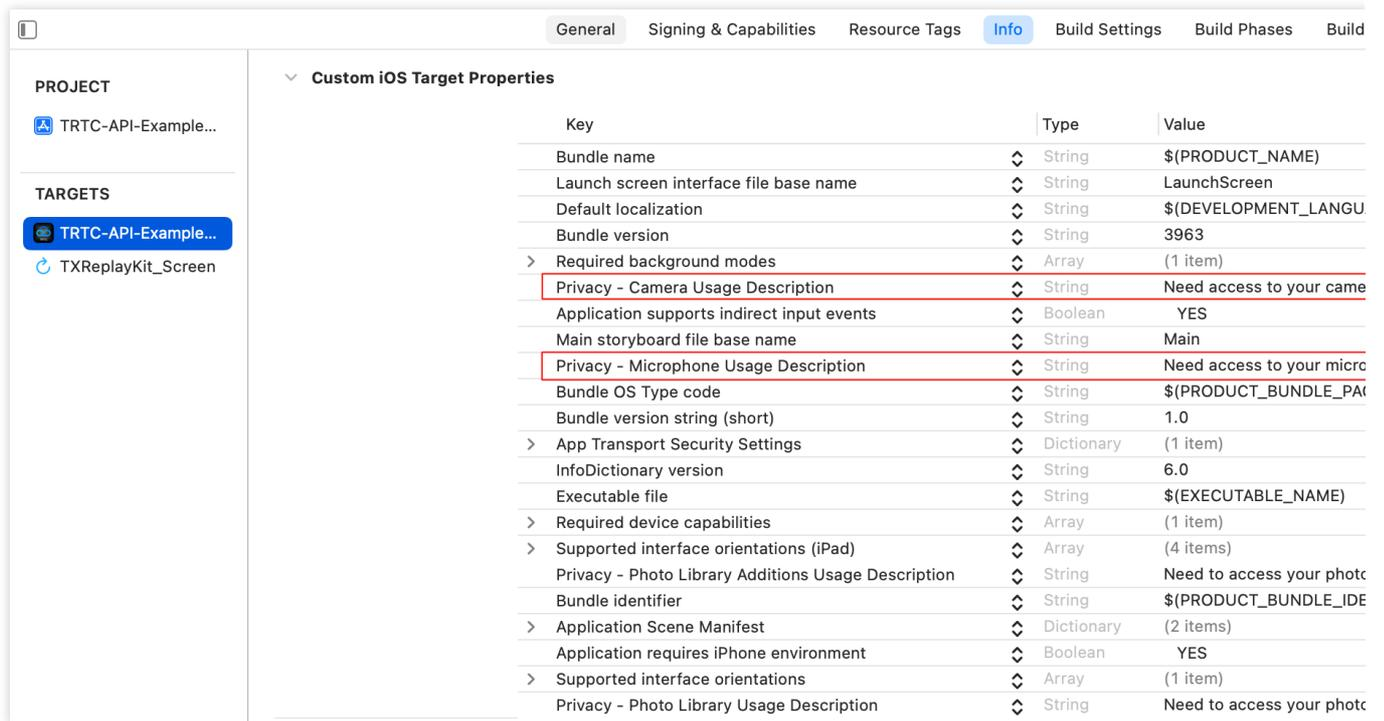 General Signing & Capabilities Resource Tags Info Build Settings Build Phases Build
PROJECT
TRTC-API-Example...
TARGETS
TRTC-API-Example...
TXReplayKit_Screen
Custom iOS Target Properties
Key Type Value
Bundle name String $(PRODUCT_NAME)
Launch screen interface file base name String LaunchScreen
Default localization String $(DEVELOPMENT_LANGU
Bundle version String 3963
Required background modes Array (1 item)
Privacy - Camera Usage Description String Need access to your came
Application supports indirect input events Boolean YES
Main storyboard file base name String Main
Privacy - Microphone Usage Description String Need access to your micro
Bundle OS Type code String $(PRODUCT_BUNDLE_PAC
Bundle version string (short) String 1.0
App Transport Security Settings Dictionary (1 item)
InfoDictionary version String 6.0
Executable file String $(EXECUTABLE_NAME)
Required device capabilities Array (1 item)
Supported interface orientations (iPad) Array (4 items)
Privacy - Photo Library Additions Usage Description String Need to access your photo
Bundle identifier String $(PRODUCT_BUNDLE_IDE
Application Scene Manifest Dictionary (2 items)
Application requires iPhone environment Boolean YES
Supported interface orientations Array (1 item)
Privacy - Photo Library Usage Description String Need to access your photo